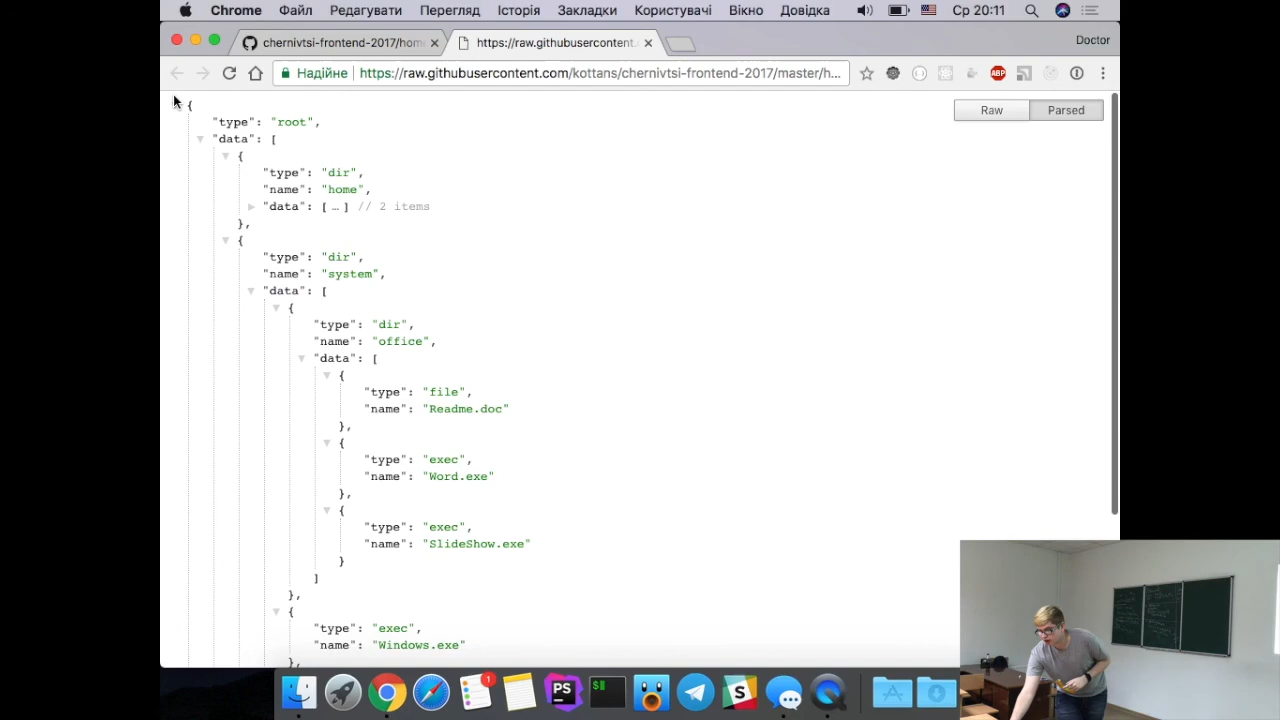 Chrome Файл Редагувати Перегляд Історія Закладки Користувачі Вікно Довідка Ср 20:11
chernivtsi-frontend-2017/hom
https://raw.githubusercontent.
Doctor
Надійне https://raw.githubusercontent.com/kottans/chernivtsi-frontend-2017/master/h...
ABP
Raw Parsed
{
"type": "root",
"data": [
{
"type": "dir",
"name": "home",
"data": [ … ] // 2 items
},
{
"type": "dir",
"name": "system",
"data": [
{
"type": "dir",
"name": "office",
"data": [
{
"type": "file",
"name": "Readme.doc"
},
{
"type": "exec",
"name": "Word.exe"
},
{
"type": "exec",
"name": "SlideShow.exe"
}
]
},
{
"type": "exec",
"name": "Windows.exe"
},
1
PS
$
S